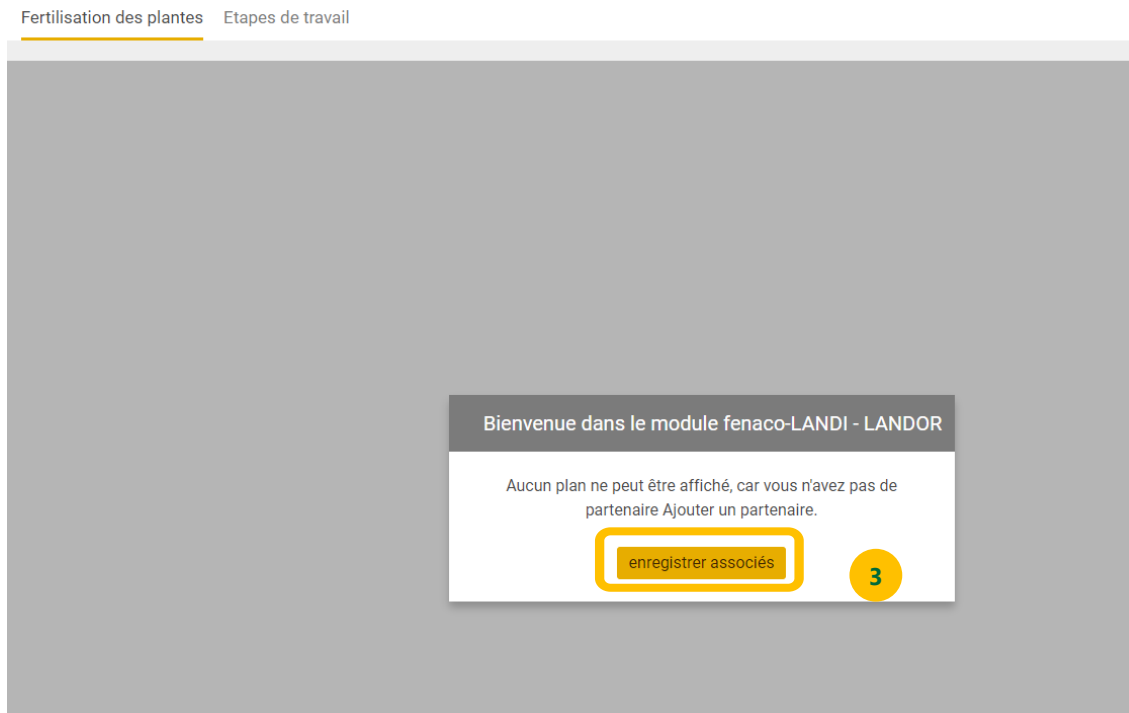 Fertilisation des plantes Etapes de travail
Bienvenue dans le module fenaco-LANDI - LANDOR
Aucun plan ne peut être affiché, car vous n'avez pas de
partenaire Ajouter un partenaire.
enregistrer associés
3